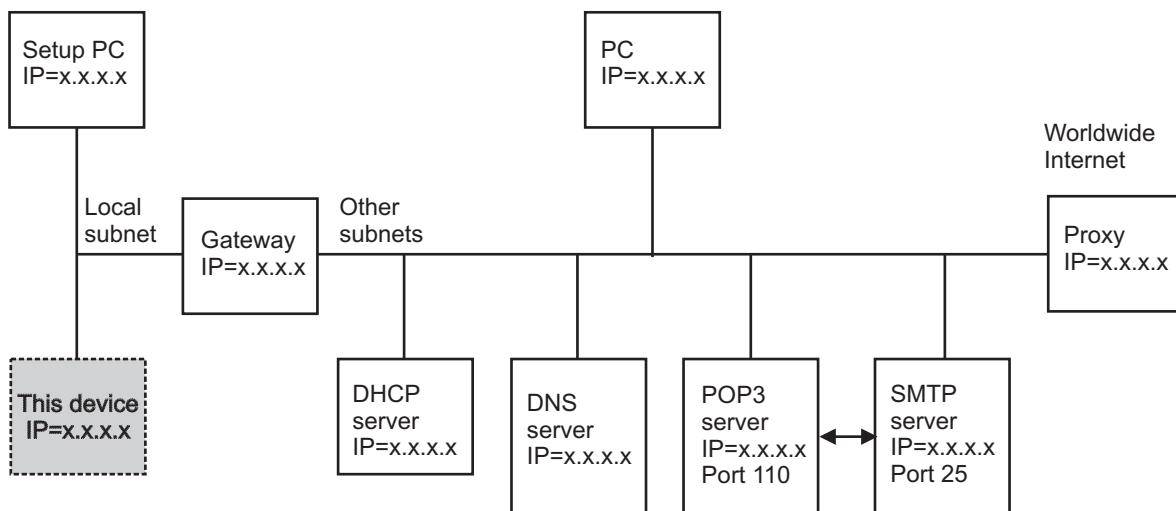 Setup PC
IP=x.x.x.x
PC
IP=x.x.x.x
Worldwide
Internet
Local
subnet
Gateway
IP=x.x.x.x
Other
subnets
Proxy
IP=x.x.x.x
This device
IP=x.x.x.x
DHCP
server
IP=x.x.x.x
DNS
server
IP=x.x.x.x
POP3
server
IP=x.x.x.x
Port 110
SMTP
server
IP=x.x.x.x
Port 25